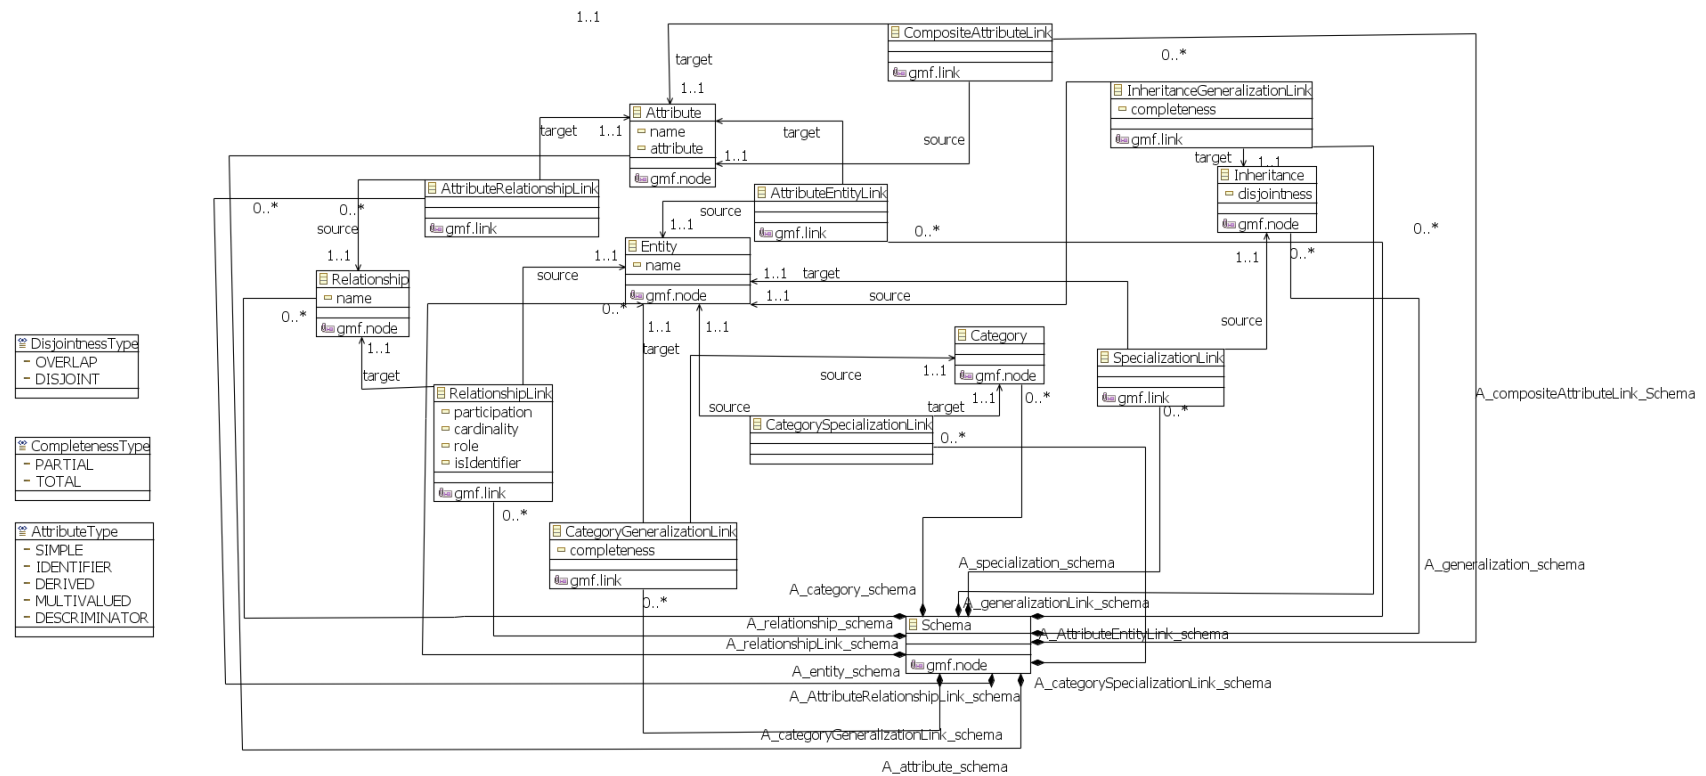 1..1
CompositeAttributeLink
gmf.link
0..*
target
1..1
InheritanceGeneralizationLink
completeness
gmf.link
Attribute
name
attribute
gmf.node
target
1..1
target
source
1..1
target
1..1
Inheritance
disjointness
gmf.node
AttributeRelationshipLink
gmf.link
AttributeEntityLink
gmf.link
0..*
0..*
source
source
1..1
0..*
0..*
1..1
Entity
name
gmf.node
1..1
1..1
0..*
source
1..1
target
Relationship
name
gmf.node
0..*
0..*
1..1
source
1..1
1..1
source
DisjointnessType
OVERLAP
DISJOINT
1..1
target
target
Category
gmf.node
source
1..1
SpecializationLink
gmf.link
0..*
RelationshipLink
participation
cardinality
role
isIdentifier
gmf.link
1..1
0..*
source
target
A_compositeAttributeLink_Schema
CategorySpecializationLink
0..*
CompletenessType
PARTIAL
TOTAL
0..*
AttributeType
SIMPLE
IDENTIFIER
DERIVED
MULTIVALUED
DESCRIMINATOR
CategoryGeneralizationLink
completeness
gmf.link
0..*
A_specialization_schema
A_generalization_schema
A_category_schema
A_generalizationLink_schema
A_relationship_schema
Schema
gmf.node
A_AttributeEntityLink_schema
A_relationshipLink_schema
A_entity_schema
A_categorySpecializationLink_schema
A_AttributeRelationshipLink_schema
A_categoryGeneralizationLink_schema
A_attribute_schema